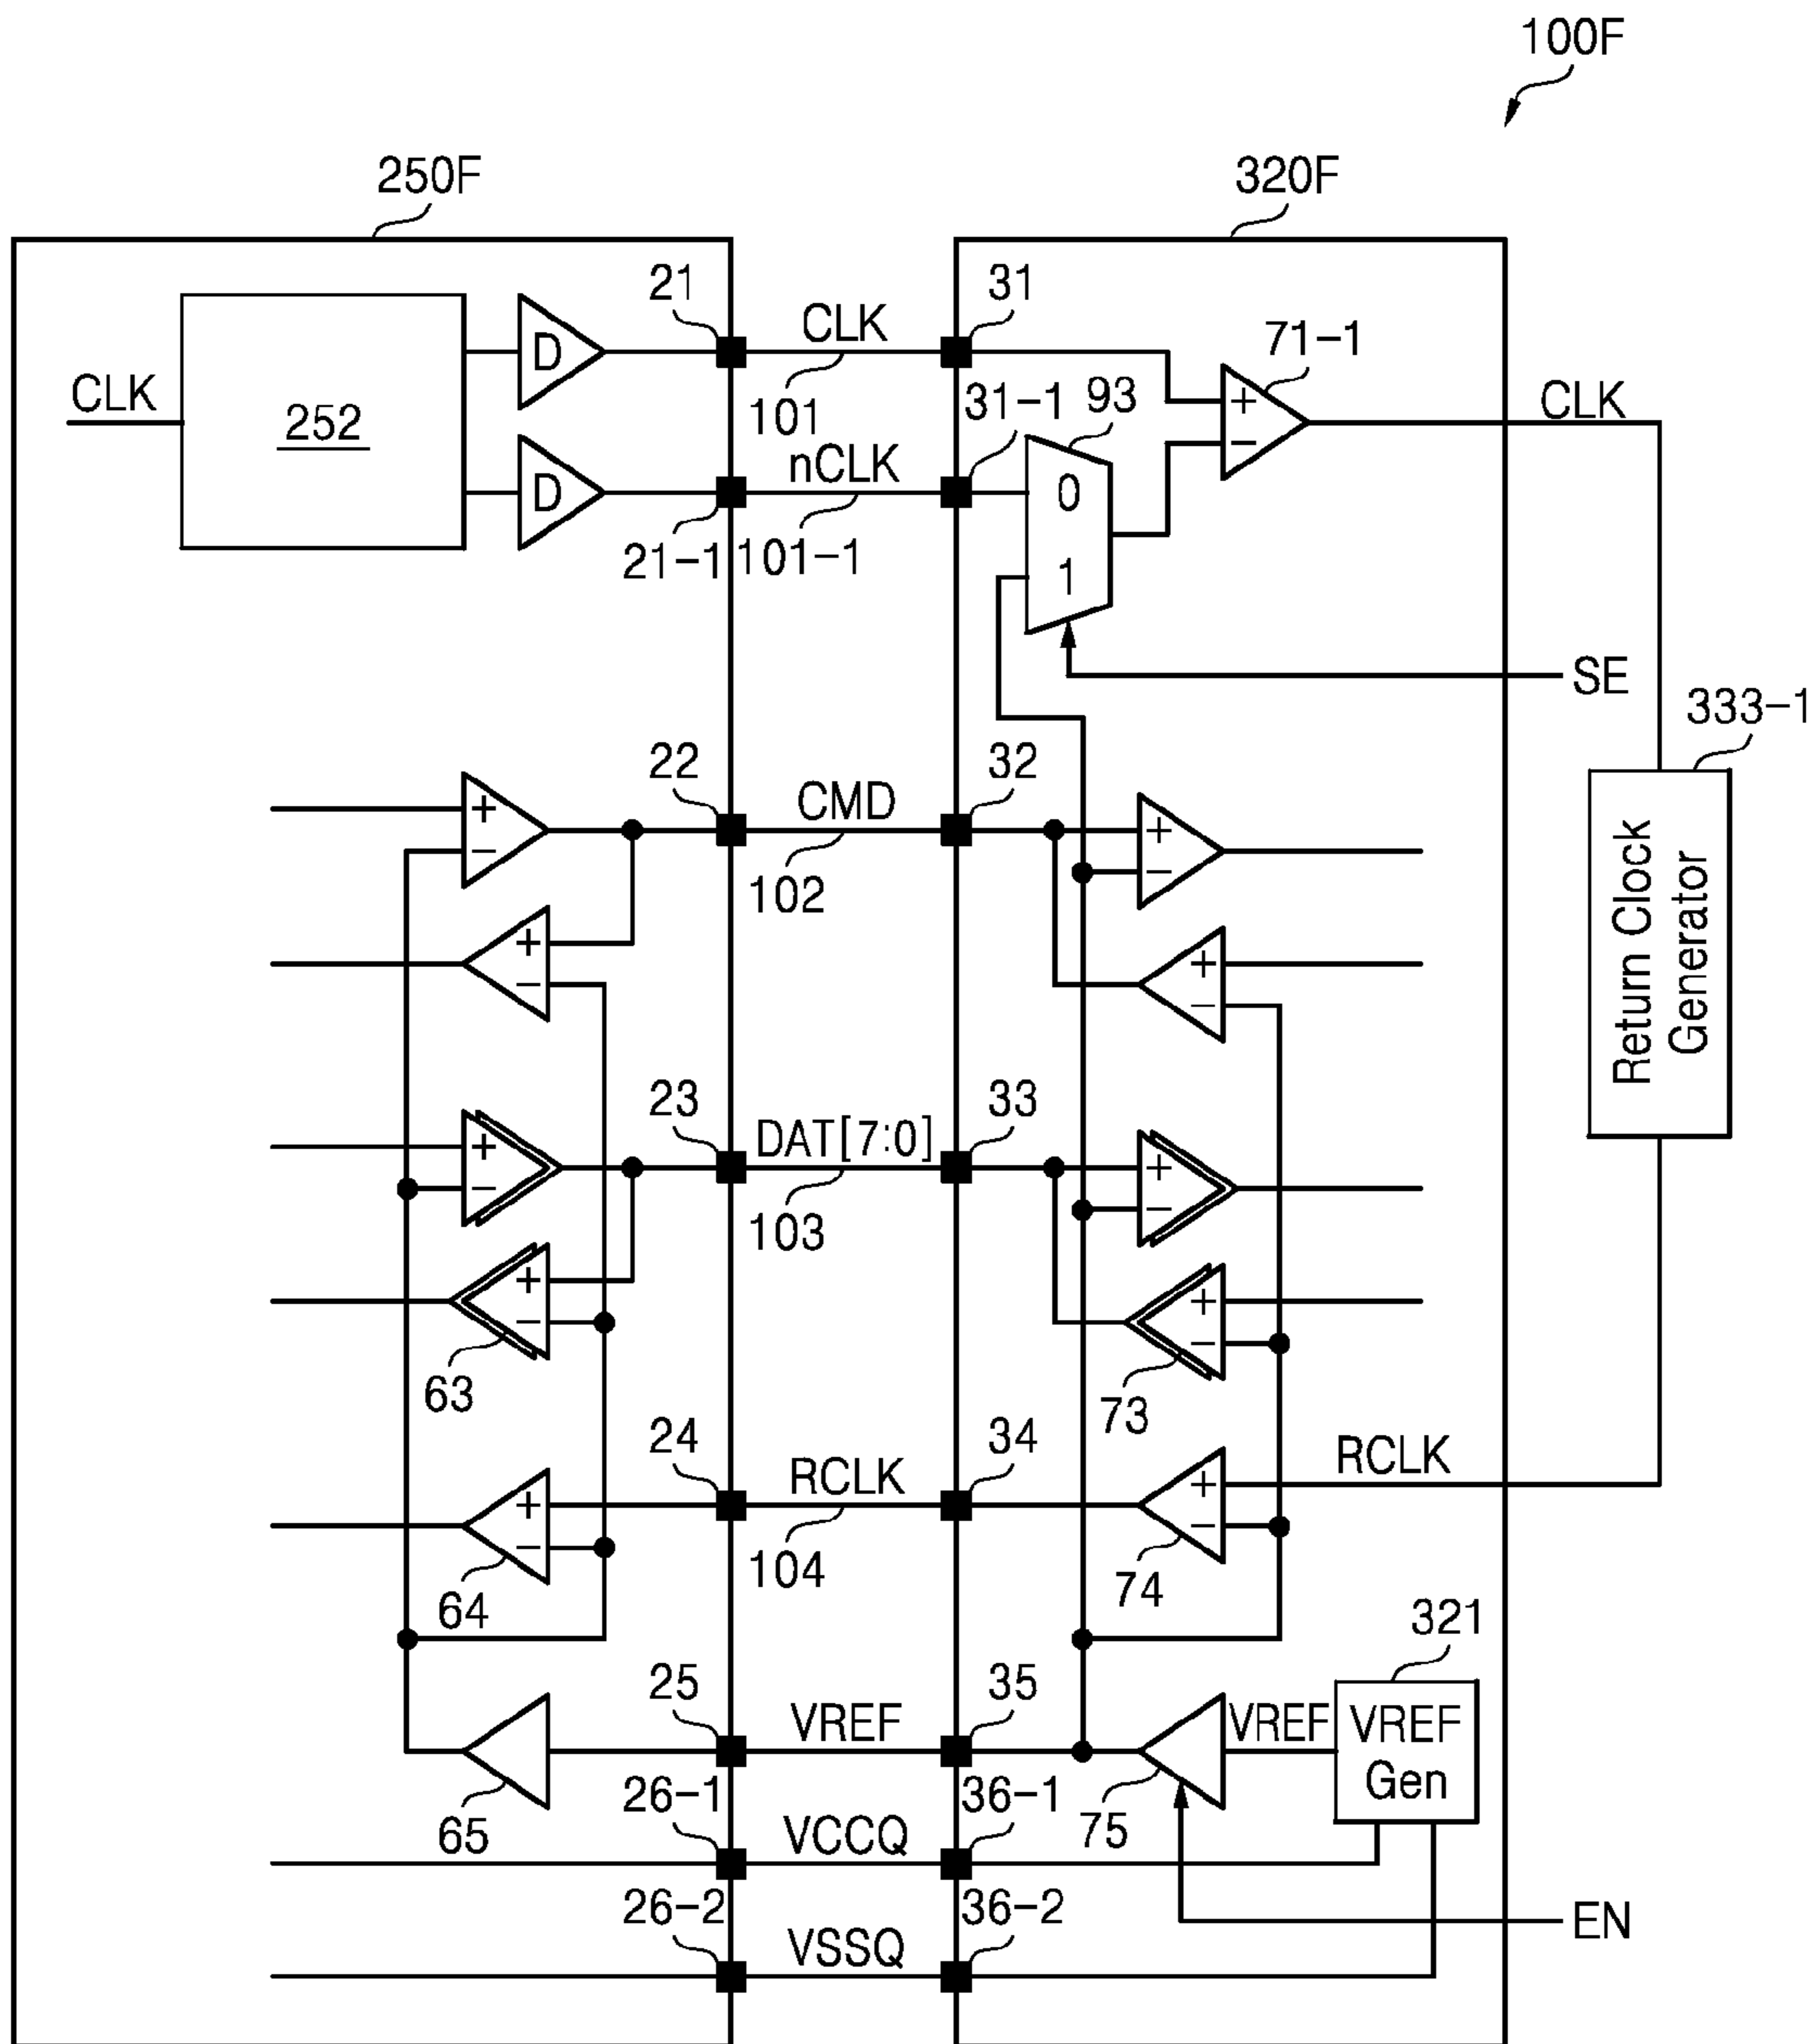 100F
250F
320F
21
CLK
31
71-1
D
CLK
252
101
31-1
93
+
CLK
nCLK
−
D
0
21-1
101-1
1
SE
333-1
22
CMD
32
+
+
−
−
102
Return Clock
Generator
+
+
−
−
23
DAT[7:0]
33
+
+
−
−
103
+
+
−
−
63
73
24
RCLK
34
RCLK
+
+
−
−
104
64
74
321
25
VREF
35
VREF
VREF
Gen
26-1
36-1
65
VCCQ
75
26-2
36-2
VSSQ
EN